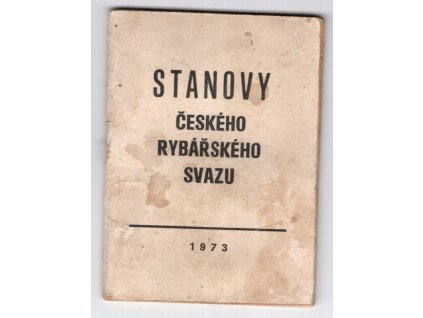 STANOVY
ČESKÉHO
RYBÁŘSKÉHO
SVAZU
1973